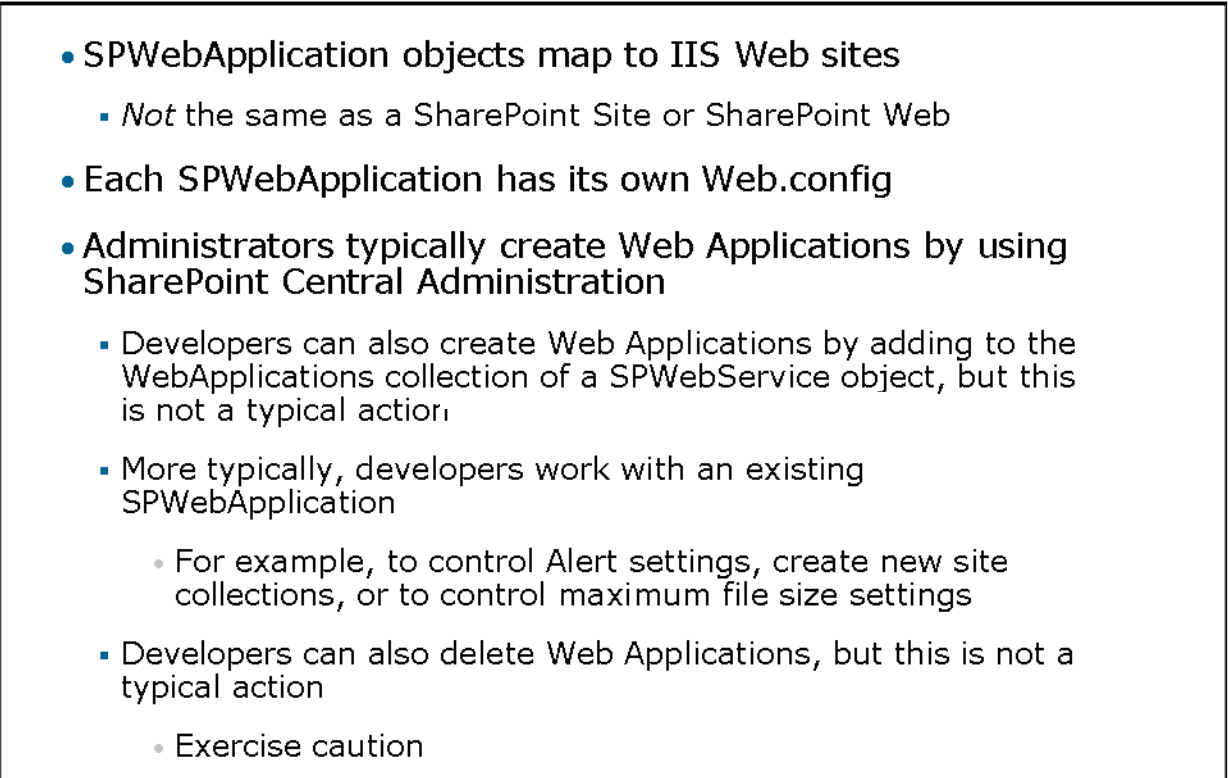 • SPWebApplication objects map to IIS Web sites
▪ Not the same as a SharePoint Site or SharePoint Web
• Each SPWebApplication has its own Web.config
• Administrators typically create Web Applications by using
SharePoint Central Administration
▪ Developers can also create Web Applications by adding to the
WebApplications collection of a SPWebService object, but this
is not a typical action
▪ More typically, developers work with an existing
SPWebApplication
• For example, to control Alert settings, create new site
collections, or to control maximum file size settings
▪ Developers can also delete Web Applications, but this is not a
typical action
• Exercise caution